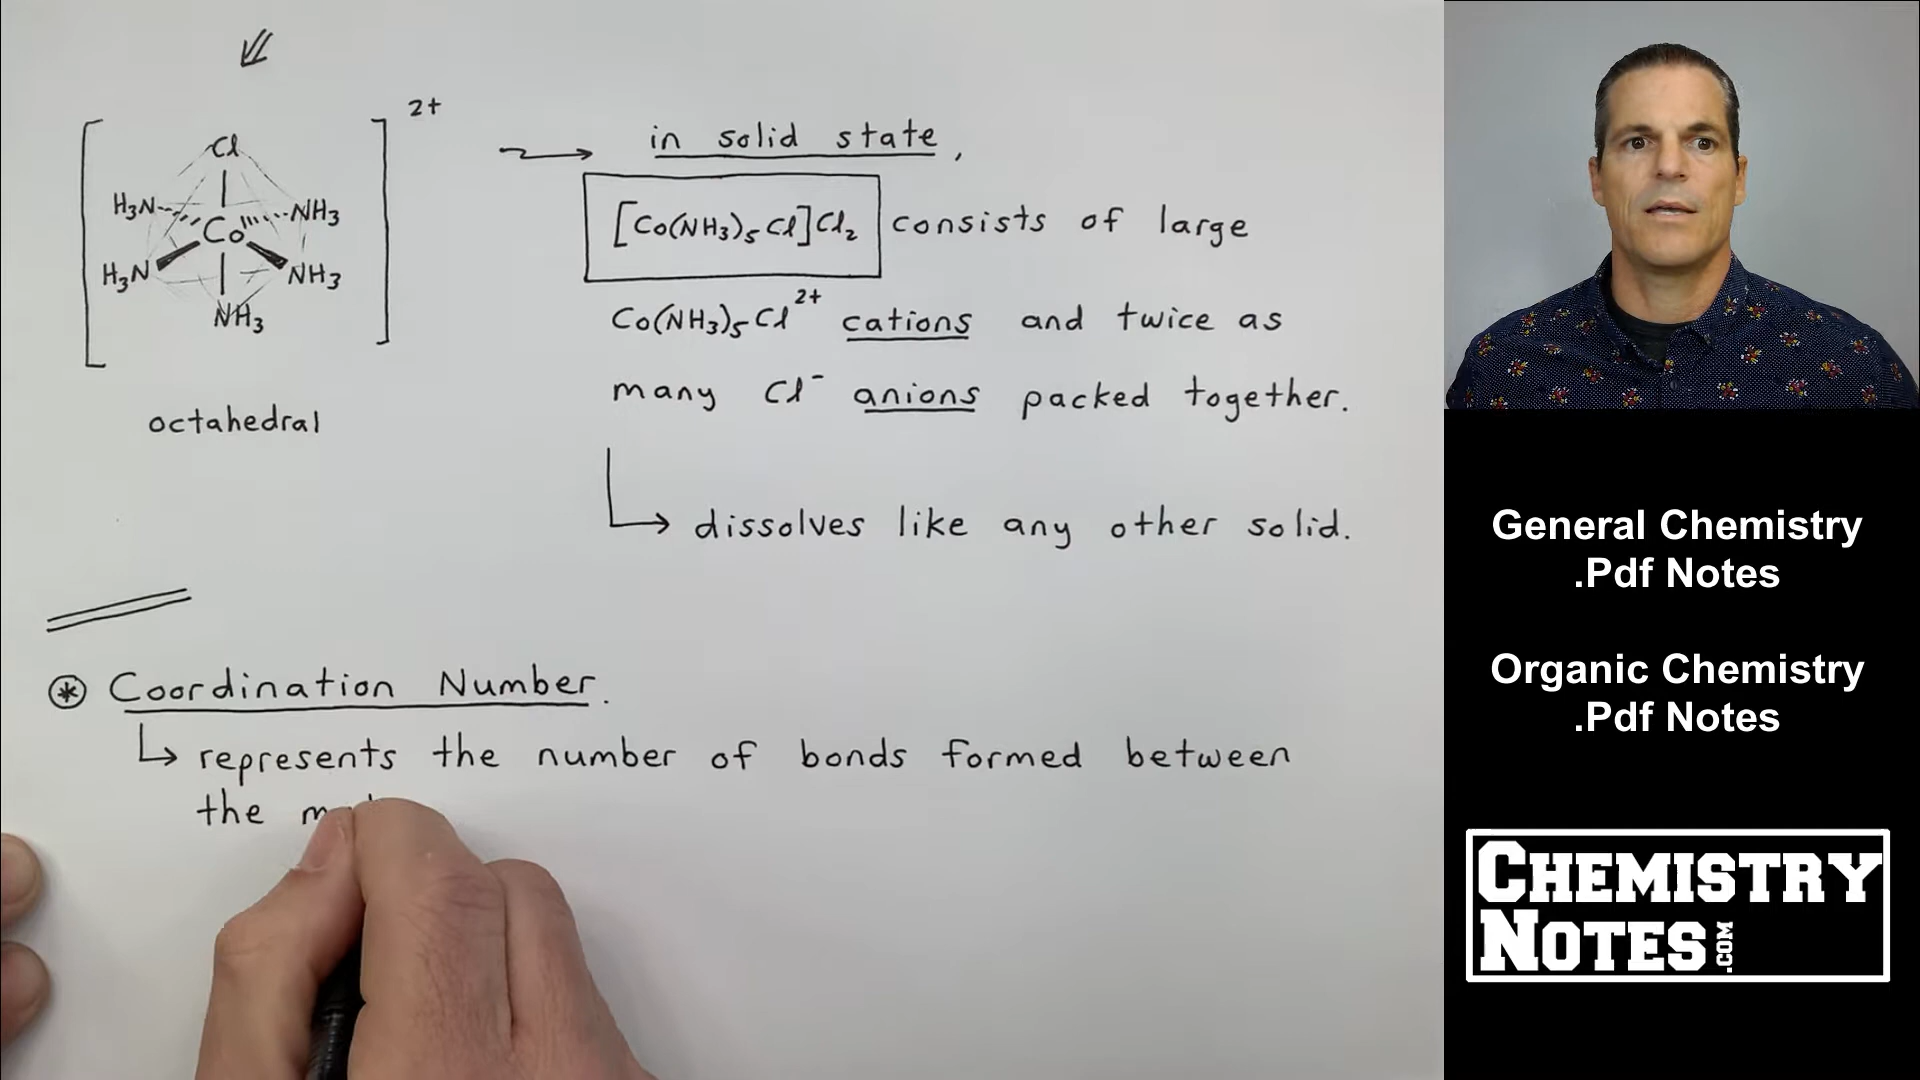 2+
Cl
H₃N NH₃
Co
H₃N NH₃
NH₃
octahedral
in solid state,
[Co(NH₃)₅Cl]Cl₂ consists of large
Co(NH₃)₅Cl²⁺ cations and twice as
many Cl⁻ anions packed together.
dissolves like any other solid.
⊛ Coordination Number.
represents the number of bonds formed between
the
General Chemistry
.Pdf Notes
Organic Chemistry
.Pdf Notes
CHEMISTRY
NOTES.COM